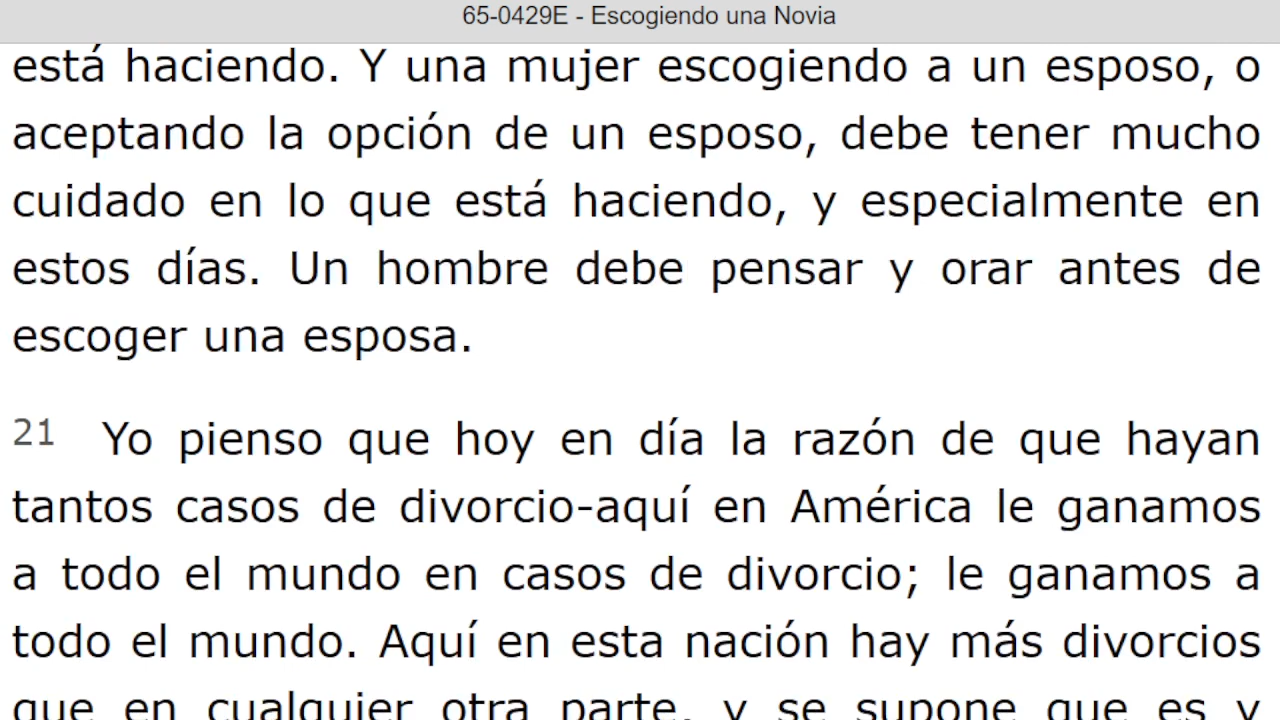 65-0429E - Escogiendo una Novia
está haciendo. Y una mujer escogiendo a un esposo, o
aceptando la opción de un esposo, debe tener mucho
cuidado en lo que está haciendo, y especialmente en
estos días. Un hombre debe pensar y orar antes de
escoger una esposa.
21 Yo pienso que hoy en día la razón de que hayan
tantos casos de divorcio-aquí en América le ganamos
a todo el mundo en casos de divorcio; le ganamos a
todo el mundo. Aquí en esta nación hay más divorcios
que en cualquier otra parte, y se supone que es y